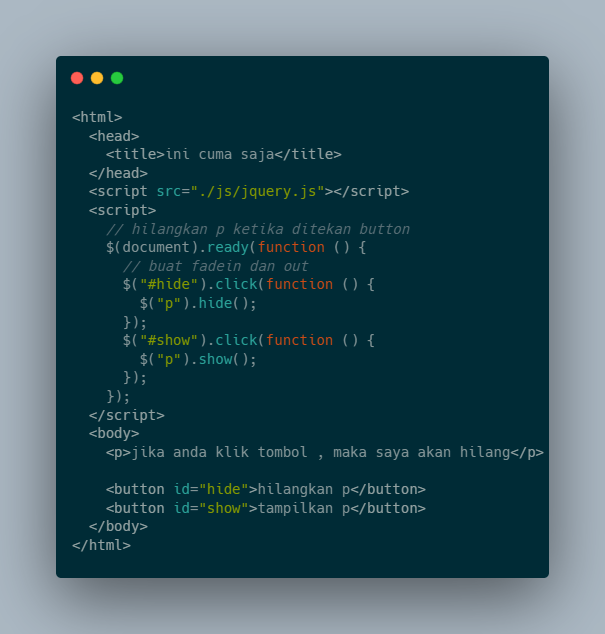 <html>
  <head>
    <title>ini cuma saja</title>
  </head>
  <script src="./js/jquery.js"></script>
  <script>
    // hilangkan p ketika ditekan button
    $(document).ready(function () {
      // buat fadein dan out
      $("#hide").click(function () {
        $("p").hide();
      });
      $("#show").click(function () {
        $("p").show();
      });
    });
  </script>
  <body>
    <p>jika anda klik tombol , maka saya akan hilang</p>

    <button id="hide">hilangkan p</button>
    <button id="show">tampilkan p</button>
  </body>
</html>